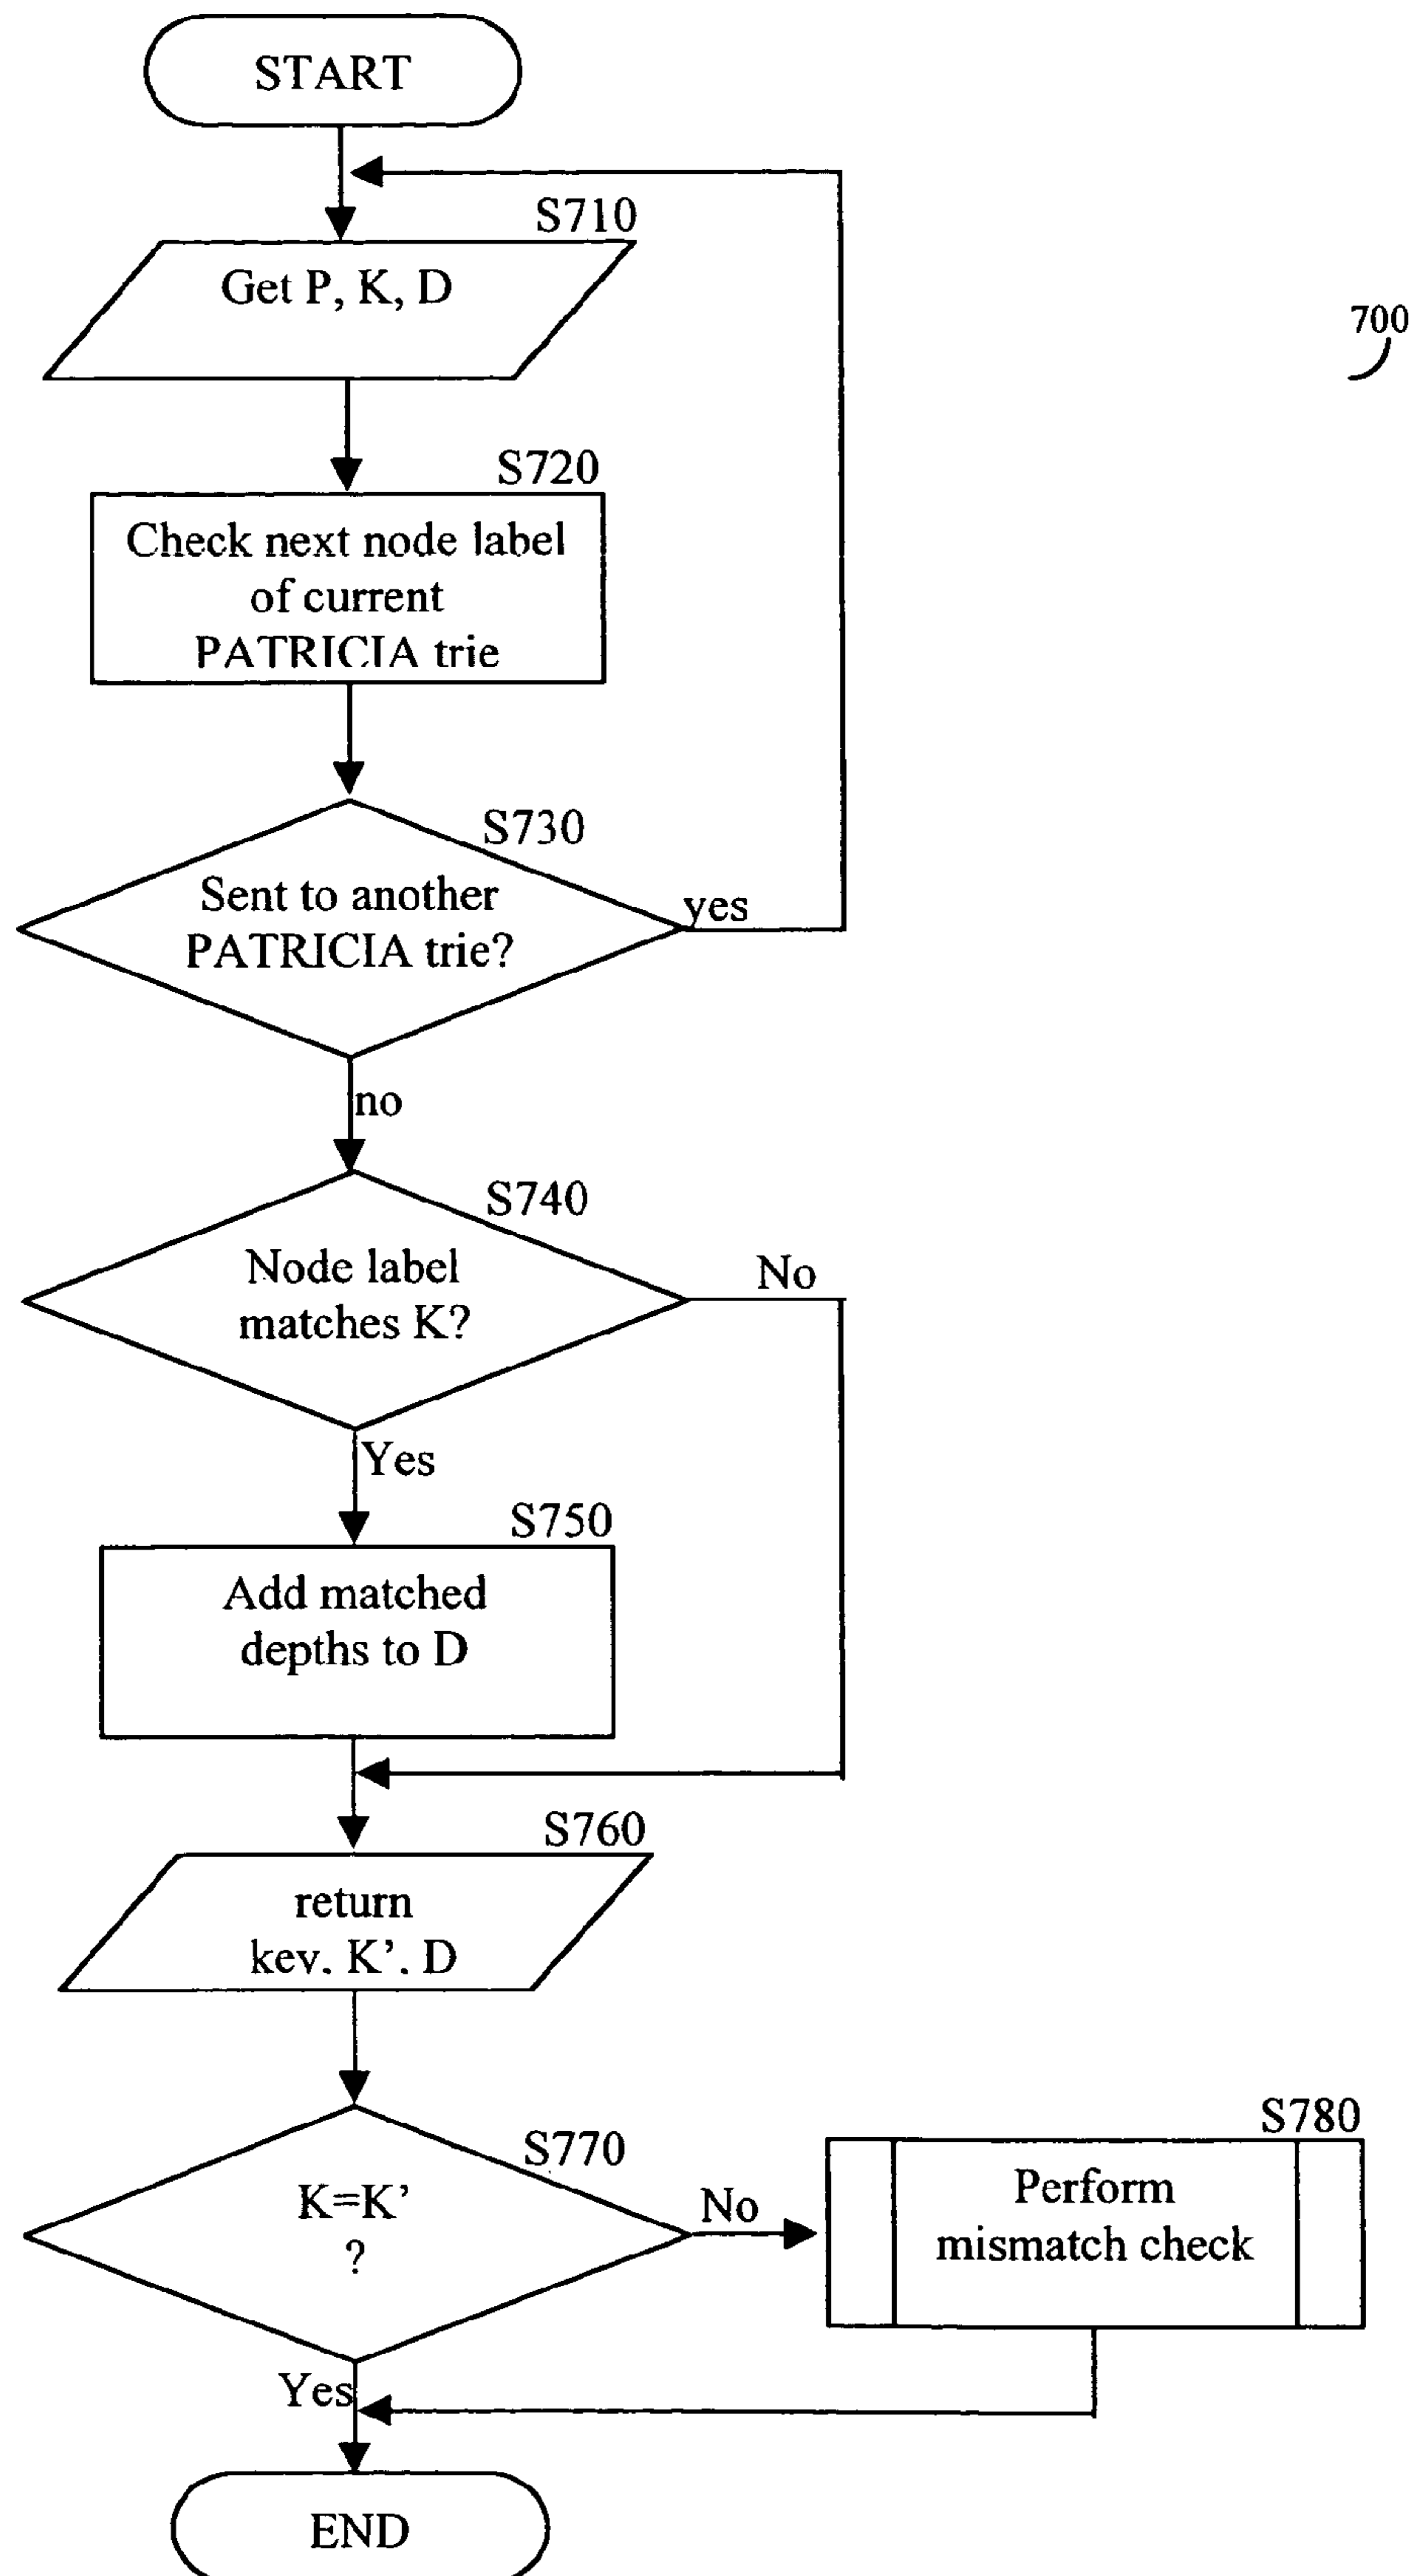 START
S710
Get P, K, D
700
S720
Check next node label
of current
PATRICIA trie
S730
Sent to another
PATRICIA trie?
yes
no
S740
Node label
matches K?
No
Yes
S750
Add matched
depths to D
S760
return
key, K', D
S770
K=K'
?
No
S780
Perform
mismatch check
Yes
END